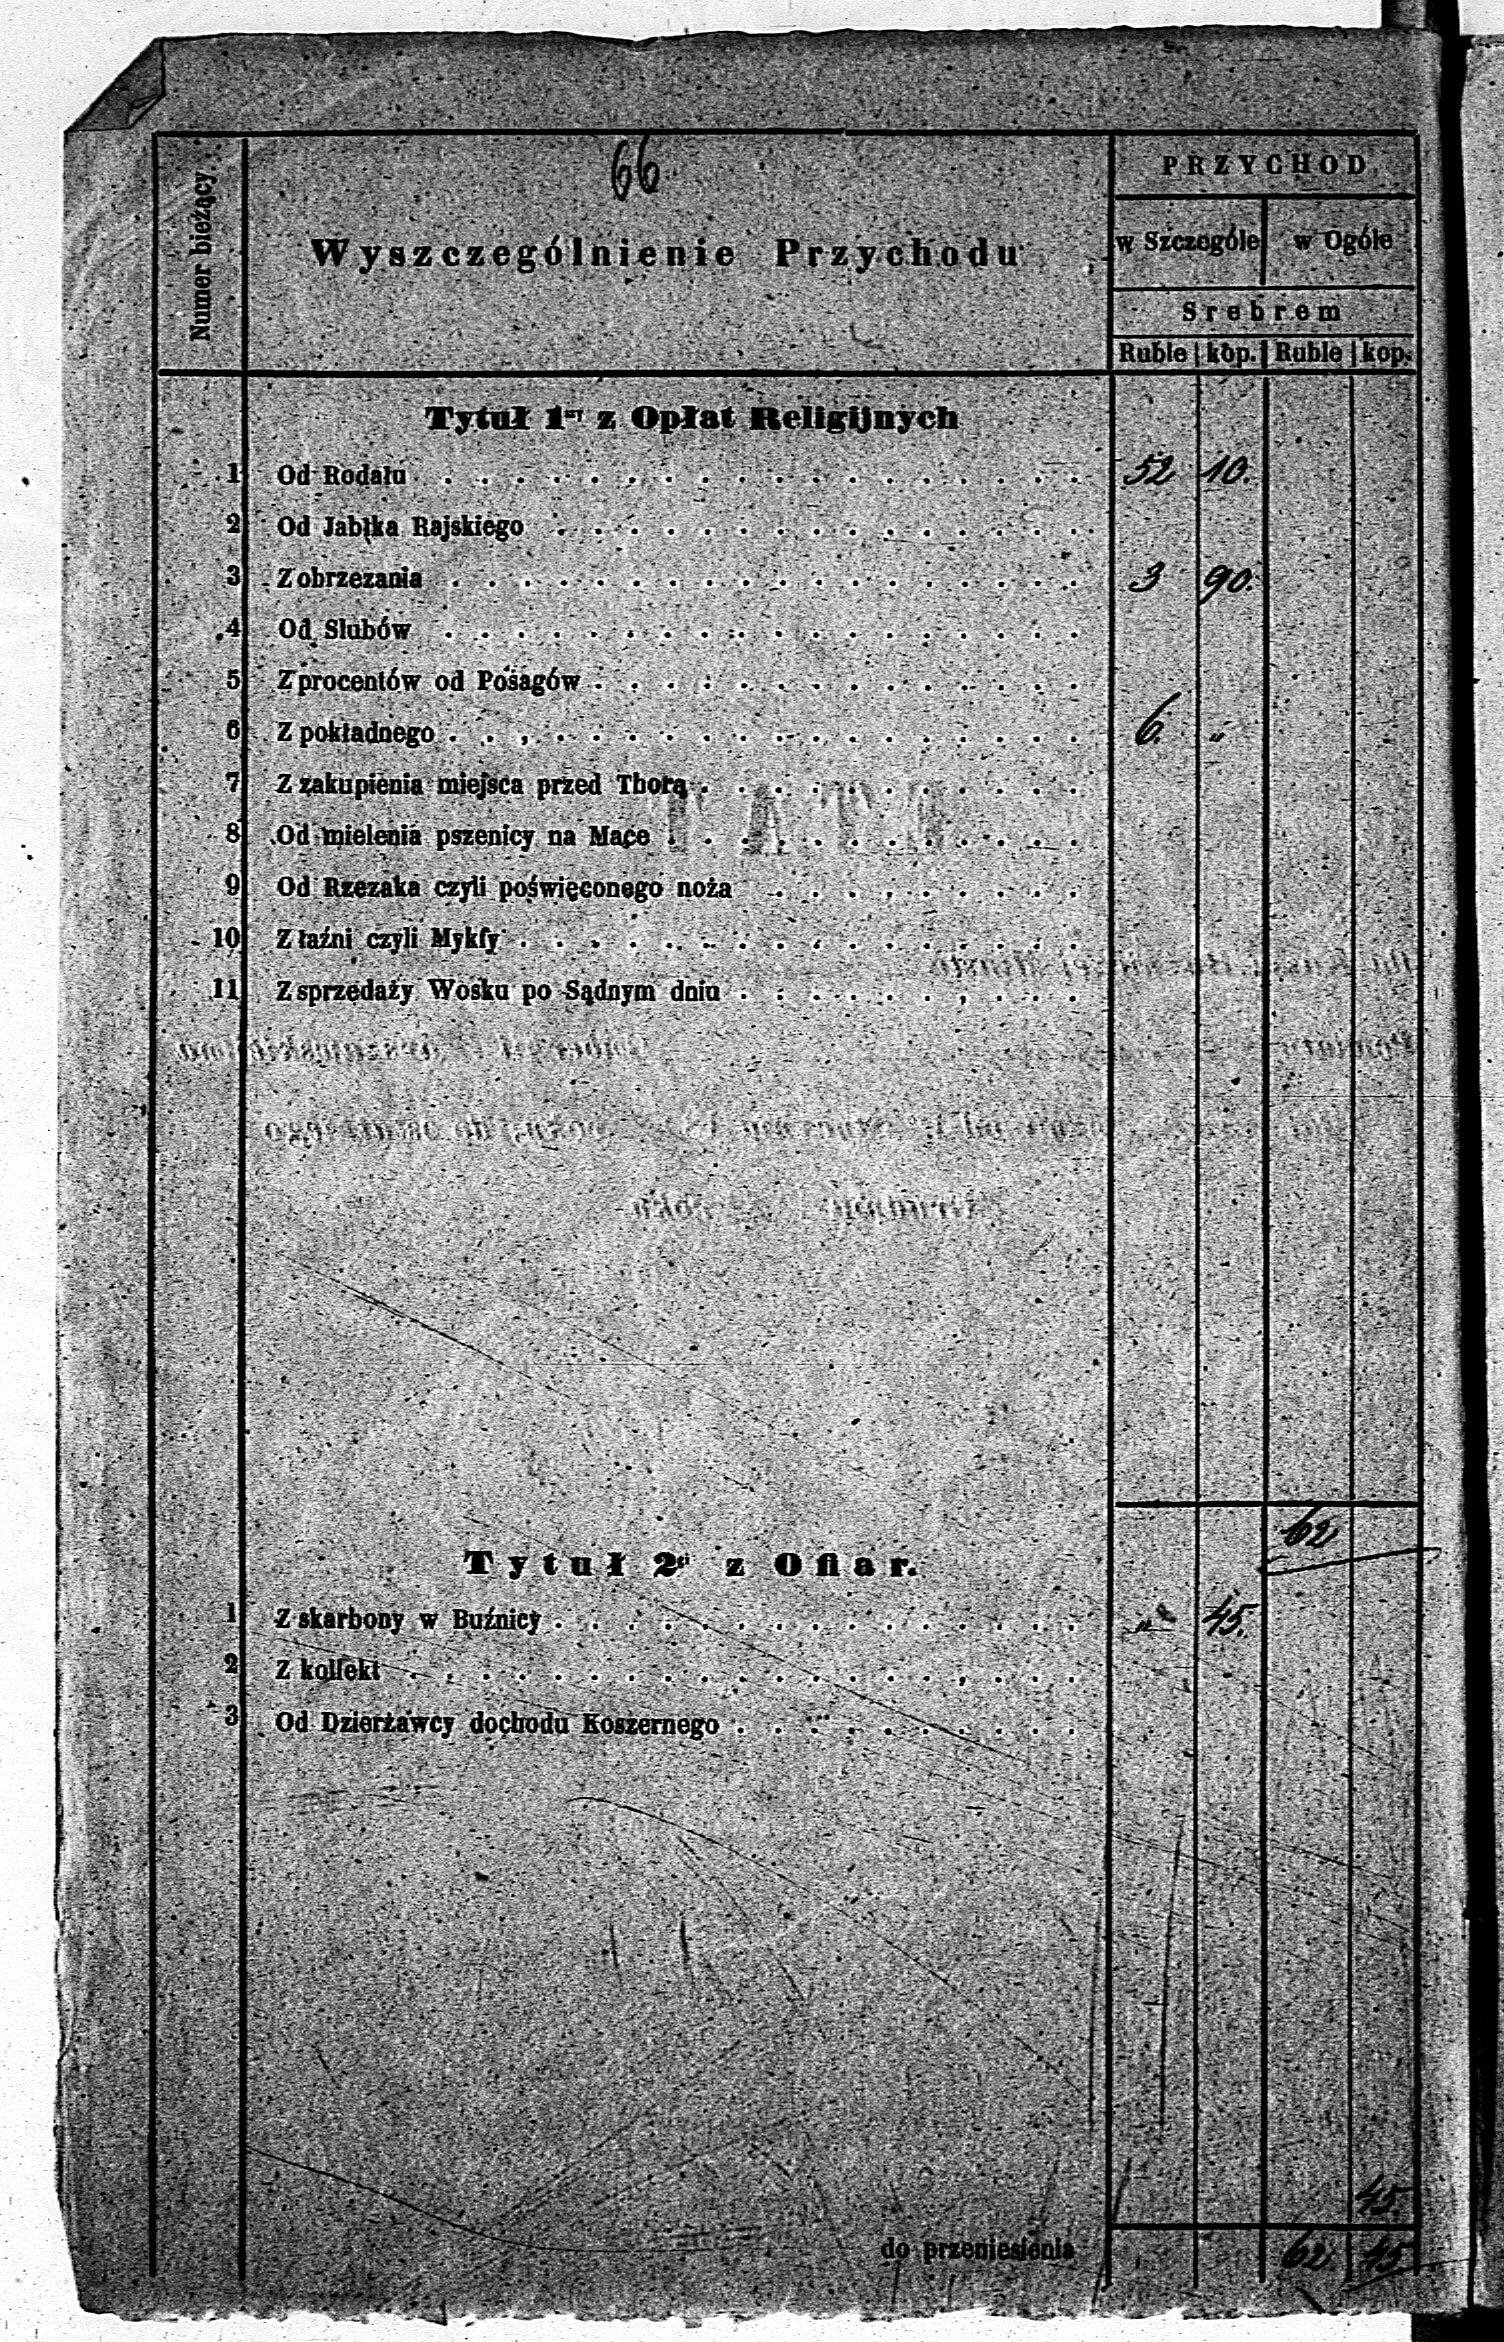 66
Numer bieżący.
Wyszczególnienie Przychodu
PRZYCHOD
w Szczególe w Ogóle
Srebrem
Ruble kop. Ruble kop.
Tytuł 1ny z Opłat Religijnych
1 Od Rodału 52 10.
2 Od Jabłka Rajskiego
3 Z obrzezania 3 90.
4 Od Slubów
5 Z procentów od Posagów
6 Z pokładnego 6. „
7 Z zakupienia miejsca przed Thorą
8 Od mielenia pszenicy na Mace
9 Od Rzezaka czyli poświęconego noża
10 Z łaźni czyli Mykfy
11 Z sprzedaży Wosku po Sądnym dniu
62
Tytuł 2gi z Ofiar.
1 Z skarbony w Buźnicy „ 45.
2 Z kollekt
3 Od Dzierżawcy dochodu Koszernego
45.
do przeniesienia 62 45